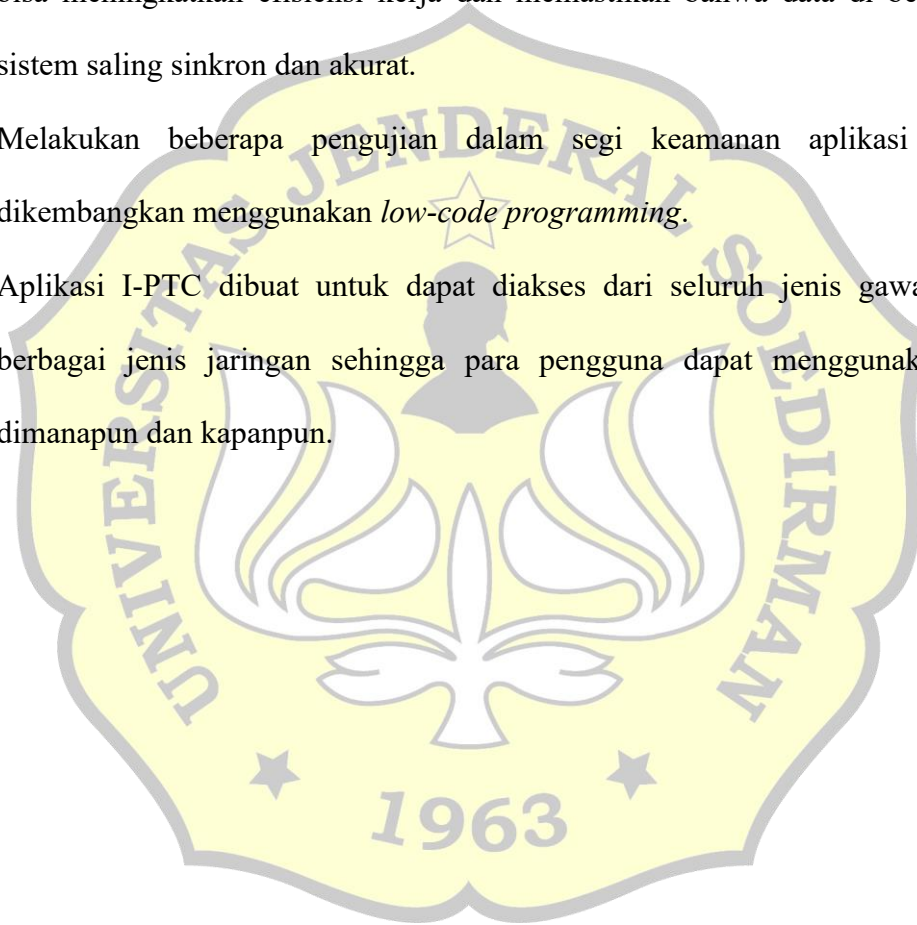 bisa meningkatkan efisiensi kerja dan memastikan bahwa data di
sistem saling sinkron dan akurat.
Melakukan beberapa pengujian dalam segi keamanan aplikasi
dikembangkan menggunakan low-code programming.
Aplikasi I-PTC dibuat untuk dapat diakses dari seluruh jenis
berbagai jenis jaringan sehingga para pengguna dapat
dimanapun dan kapanpun.
UNIVERSITAS JENDERAL SOEDIRMAN
1963